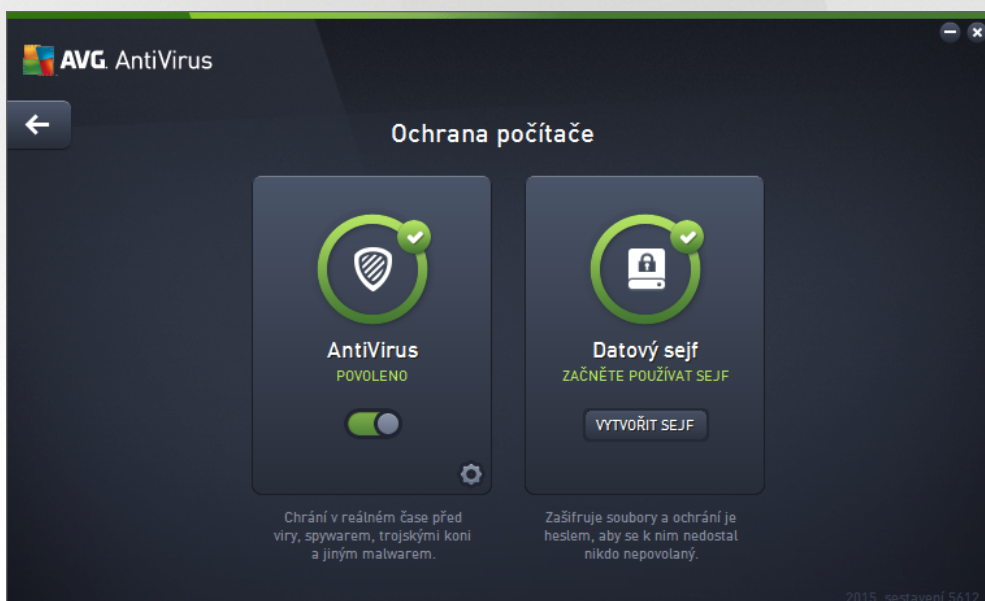 AVG. AntiVirus
Ochrana počítače
AntiVirus
POVOLENO
Chrání v reálném čase před
viry, spywarem, trojskými koni
a jiným malwarem.
Datový sejf
ZAČNĚTE POUŽÍVAT SEJF
VYTVOŘIT SEJF
Zašifruje soubory a ochrání je
heslem, aby se k nim nedostal
nikdo nepovolaný.
2015, sestavení 5612